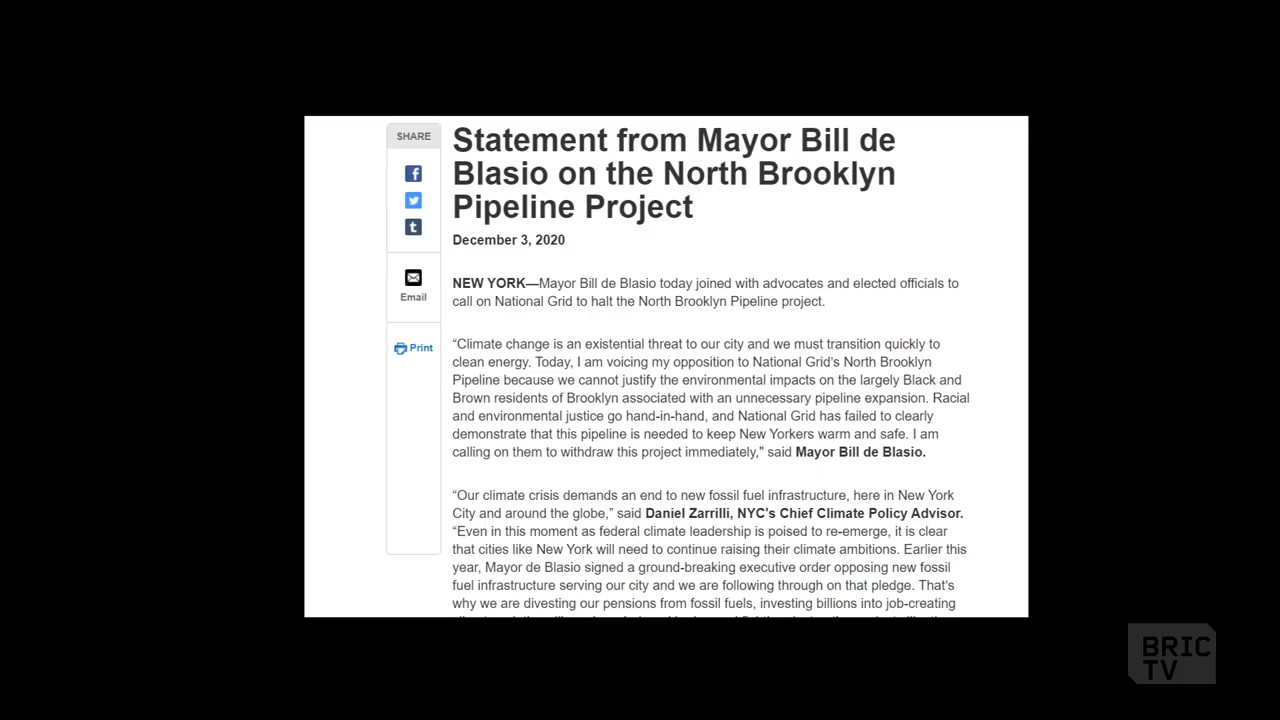 SHARE
Email
Print
Statement from Mayor Bill de
Blasio on the North Brooklyn
Pipeline Project
December 3, 2020
NEW YORK—Mayor Bill de Blasio today joined with advocates and elected officials to
call on National Grid to halt the North Brooklyn Pipeline project.
“Climate change is an existential threat to our city and we must transition quickly to
clean energy. Today, I am voicing my opposition to National Grid's North Brooklyn
Pipeline because we cannot justify the environmental impacts on the largely Black and
Brown residents of Brooklyn associated with an unnecessary pipeline expansion. Racial
and environmental justice go hand-in-hand, and National Grid has failed to clearly
demonstrate that this pipeline is needed to keep New Yorkers warm and safe. I am
calling on them to withdraw this project immediately,” said Mayor Bill de Blasio.
“Our climate crisis demands an end to new fossil fuel infrastructure, here in New York
City and around the globe,” said Daniel Zarrilli, NYC's Chief Climate Policy Advisor.
“Even in this moment as federal climate leadership is poised to re-emerge, it is clear
that cities like New York will need to continue raising their climate ambitions. Earlier this
year, Mayor de Blasio signed a ground-breaking executive order opposing new fossil
fuel infrastructure serving our city and we are following through on that pledge. That's
why we are divesting our pensions from fossil fuels, investing billions into job-creating
BRIC
TV